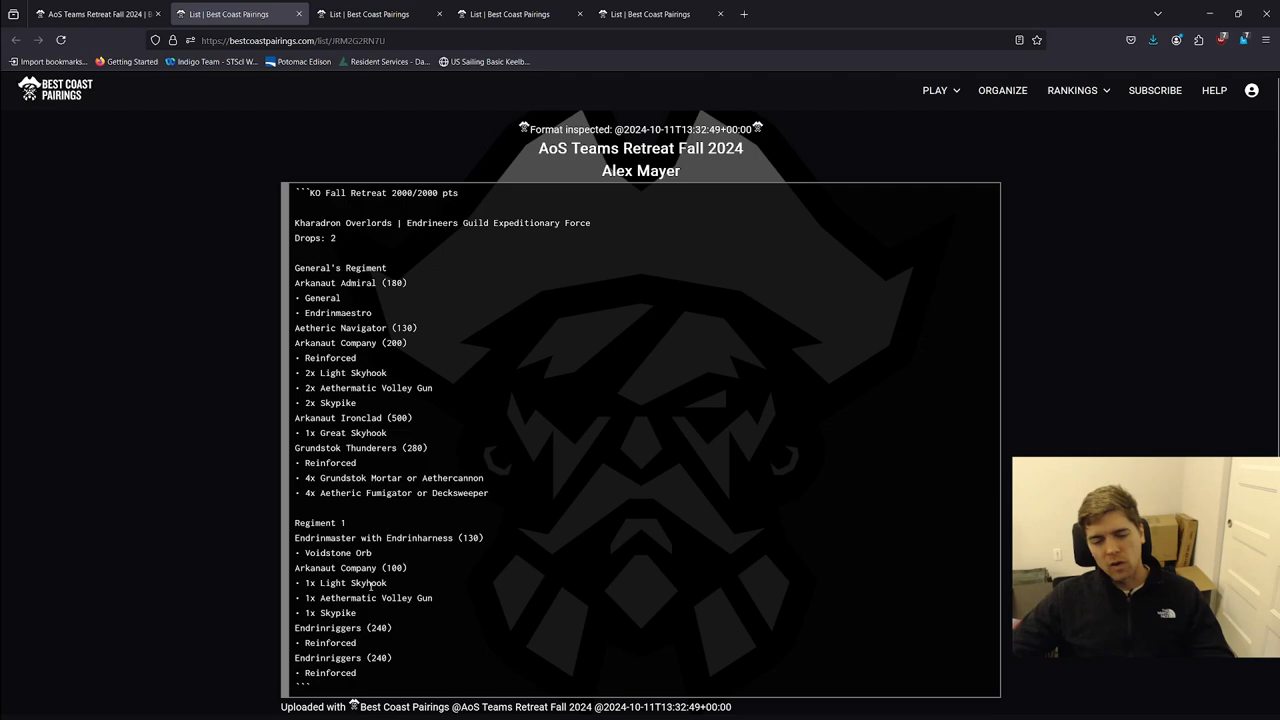 AoS Teams Retreat Fall 2024 | B
List | Best Coast Pairings
List | Best Coast Pairings
List | Best Coast Pairings
List | Best Coast Pairings
https://bestcoastpairings.com/list/JRM2G2RN7U
Import bookmarks...
Getting Started
Indigo Team - STScI W...
Potomac Edison
Resident Services - Da...
US Sailing Basic Keelb...
BEST COAST
PAIRINGS
PLAY
ORGANIZE
RANKINGS
SUBSCRIBE
HELP
Format inspected: @2024-10-11T13:32:49+00:00
AoS Teams Retreat Fall 2024
Alex Mayer
```KO Fall Retreat 2000/2000 pts
Kharadron Overlords | Endrineers Guild Expeditionary Force
Drops: 2
General's Regiment
Arkanaut Admiral (180)
• General
• Endrinmaestro
Aetheric Navigator (130)
Arkanaut Company (200)
• Reinforced
• 2x Light Skyhook
• 2x Aethermatic Volley Gun
• 2x Skypike
Arkanaut Ironclad (500)
• 1x Great Skyhook
Grundstok Thunderers (280)
• Reinforced
• 4x Grundstok Mortar or Aethercannon
• 4x Aetheric Fumigator or Decksweeper
Regiment 1
Endrinmaster with Endrinharness (130)
• Voidstone Orb
Arkanaut Company (100)
• 1x Light Skyhook
• 1x Aethermatic Volley Gun
• 1x Skypike
Endrinriggers (240)
• Reinforced
Endrinriggers (240)
• Reinforced
```
Uploaded with Best Coast Pairings @AoS Teams Retreat Fall 2024 @2024-10-11T13:32:49+00:00